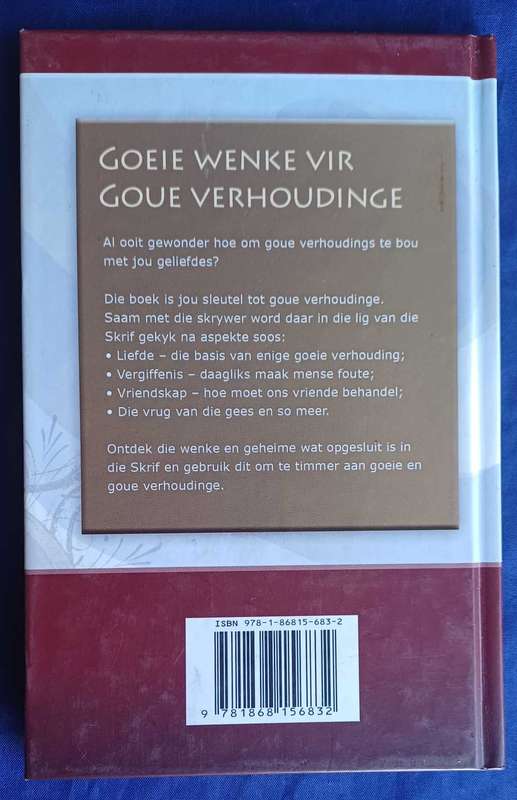 GOEIE WENKE VIR
GOUE VERHOUDINGE
Al ooit gewonder hoe om goue verhoudings te bou
met jou geliefdes?
Die boek is jou sleutel tot goue verhoudinge.
Saam met die skrywer word daar in die lig van die
Skrif gekyk na aspekte soos:
• Liefde – die basis van enige goeie verhouding;
• Vergiffenis – daagliks maak mense foute;
• Vriendskap – hoe moet ons vriende behandel;
• Die vrug van die gees en so meer.
Ontdek die wenke en geheime wat opgesluit is in
die Skrif en gebruik dit om te timmer aan goeie en
goue verhoudinge.
ISBN 978-1-86815-683-2
9 781868 156832